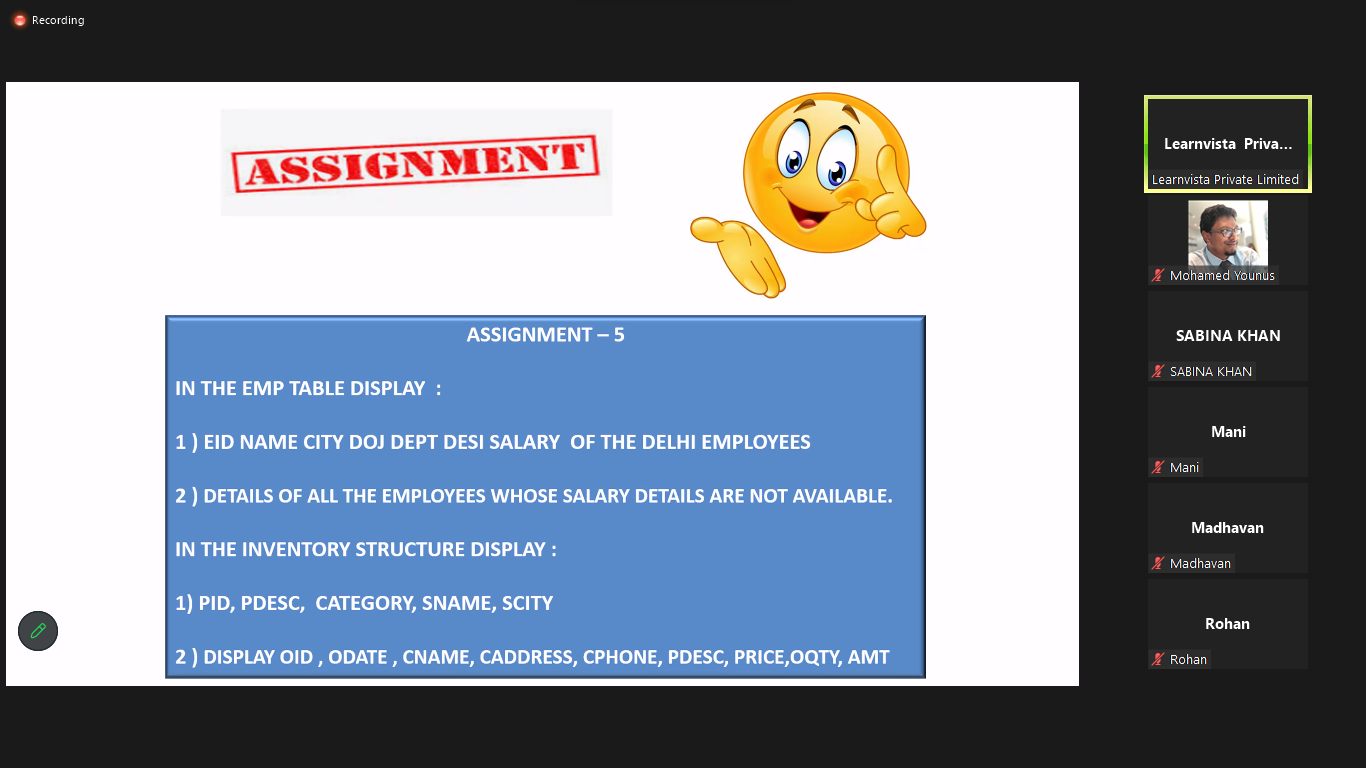 Recording
ASSIGNMENT
ASSIGNMENT – 5
IN THE EMP TABLE DISPLAY  :
1 ) EID NAME CITY DOJ DEPT DESI SALARY  OF THE DELHI EMPLOYEES
2 ) DETAILS OF ALL THE EMPLOYEES WHOSE SALARY DETAILS ARE NOT AVAILABLE.
IN THE INVENTORY STRUCTURE DISPLAY :
1) PID, PDESC,  CATEGORY, SNAME, SCITY
2 ) DISPLAY OID , ODATE , CNAME, CADDRESS, CPHONE, PDESC, PRICE,OQTY, AMT
Learnvista  Priva...
Learnvista Private Limited
Mohamed Younus
SABINA KHAN
SABINA KHAN
Mani
Mani
Madhavan
Madhavan
Rohan
Rohan